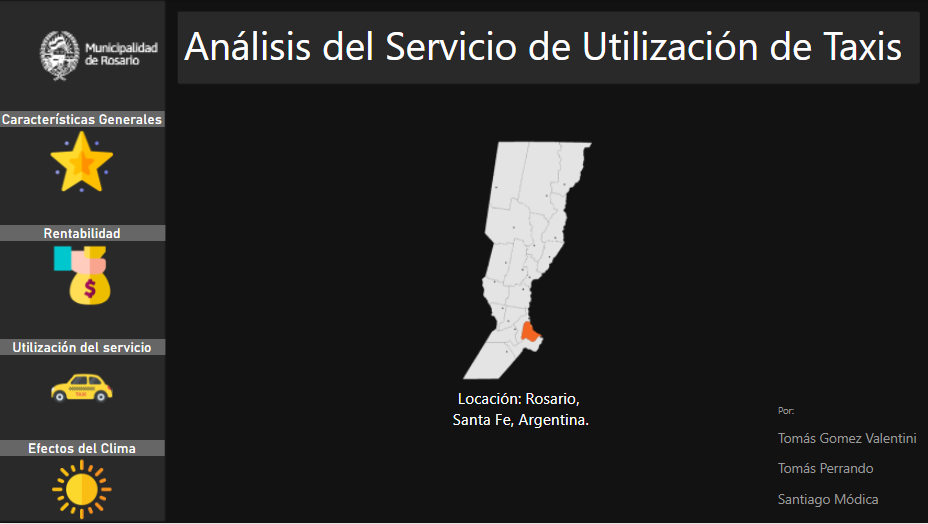 Municipalidad
de Rosario
Análisis del Servicio de Utilización de Taxis
Características Generales
Rentabilidad
$
Utilización del servicio
TAXI
Efectos del Clima
Locación: Rosario,
Santa Fe, Argentina.
Por:
Tomás Gomez Valentini
Tomás Perrando
Santiago Módica